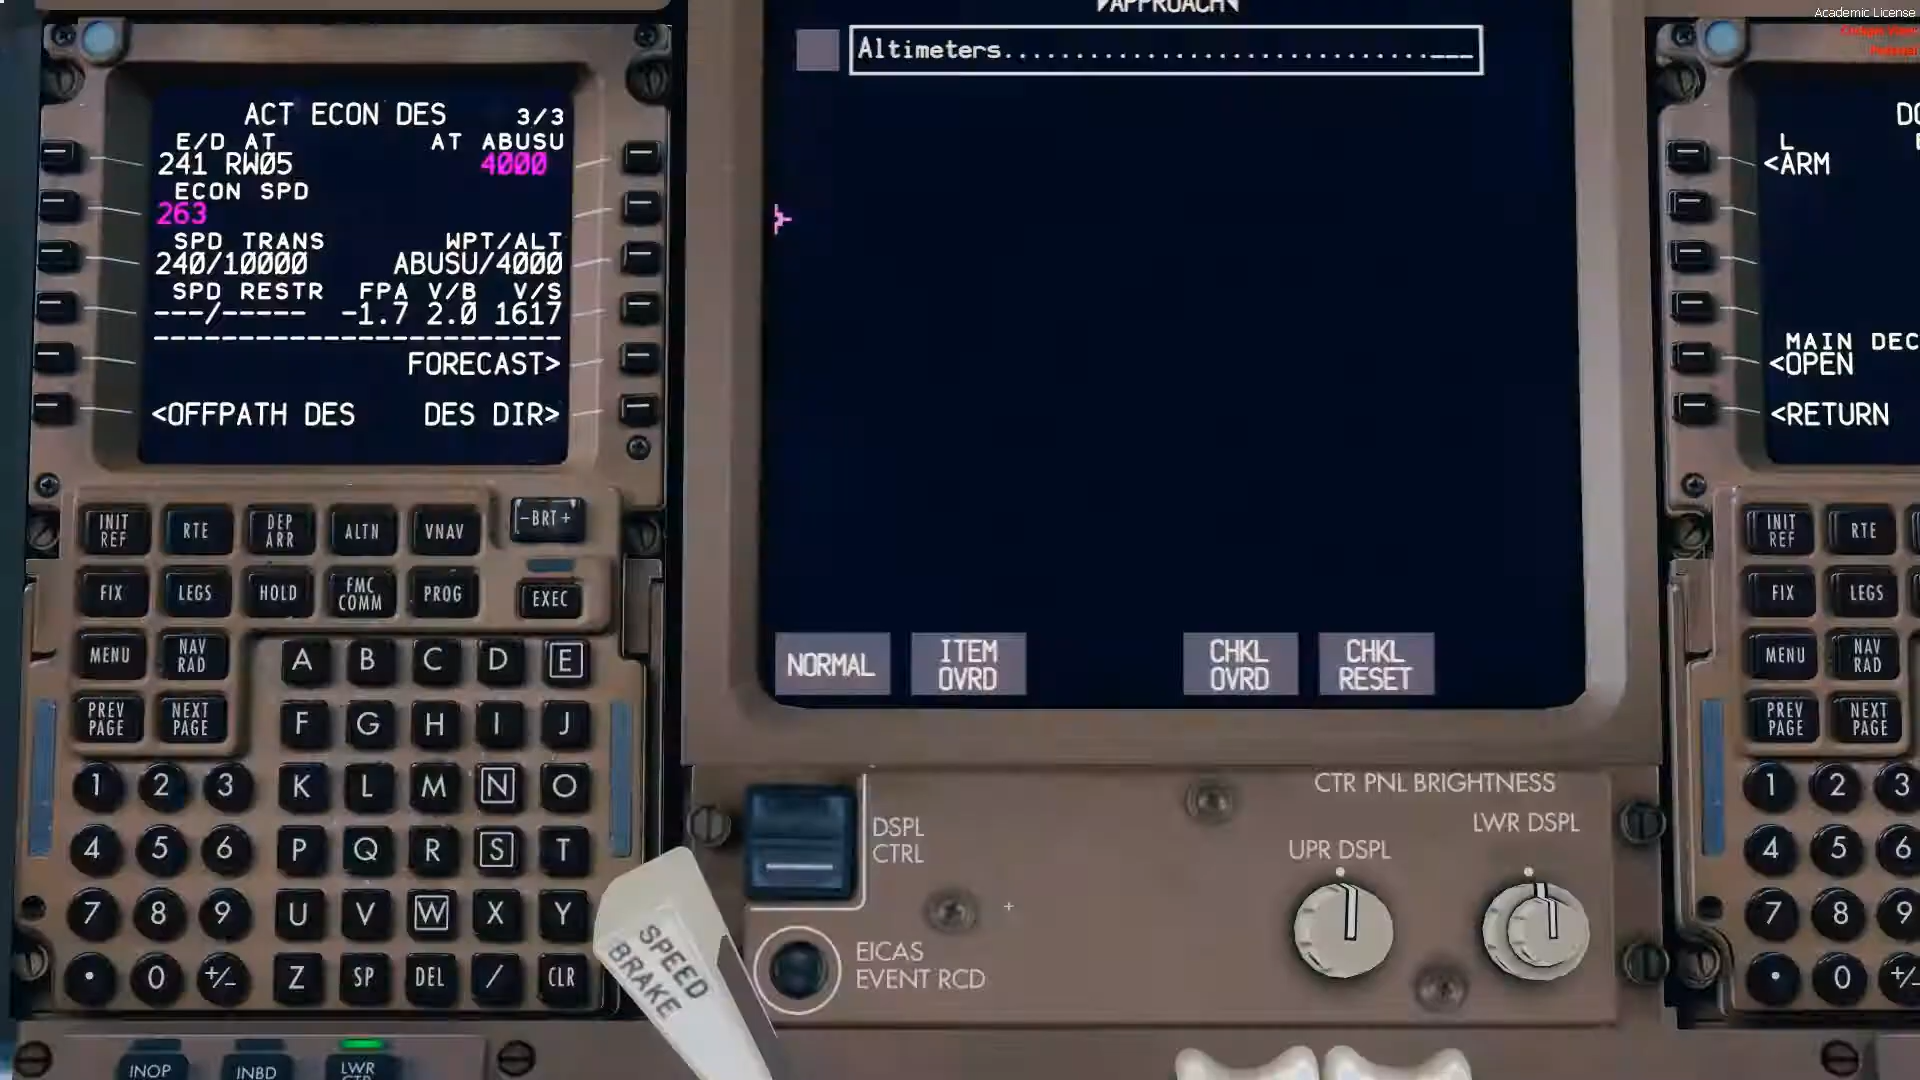 Academic License
APPROACH
Altimeters
ACT ECON DES 3/3
E/D AT AT ABUSU
241 RW05 4000
ECON SPD
263
SPD TRANS WPT/ALT
240/10000 ABUSU/4000
SPD RESTR FPA V/B V/S
---/----- -1.7 2.0 1617
FORECAST>
<OFFPATH DES DES DIR>
L
<ARM
MAIN DEC
<OPEN
<RETURN
NORMAL
ITEM
OVRD
CHKL
OVRD
CHKL
RESET
INIT
REF
RTE
DEP
ARR
ALTN
VNAV
-BRT+
FIX
LEGS
HOLD
FMC
COMM
PROG
EXEC
MENU
NAV
RAD
PREV
PAGE
NEXT
PAGE
A B C D E
F G H I J
1 2 3 K L M N O
4 5 6 P Q R S T
7 8 9 U V W X Y
. 0 +/- Z SP DEL / CLR
SPEED
BRAKE
INOP
INBD
LWR
CTR
DSPL
CTRL
EICAS
EVENT RCD
CTR PNL BRIGHTNESS
UPR DSPL
LWR DSPL
INIT
REF
RTE
FIX
LEGS
MENU
NAV
RAD
PREV
PAGE
NEXT
PAGE
1 2 3
4 5 6
7 8 9
. 0 +/-